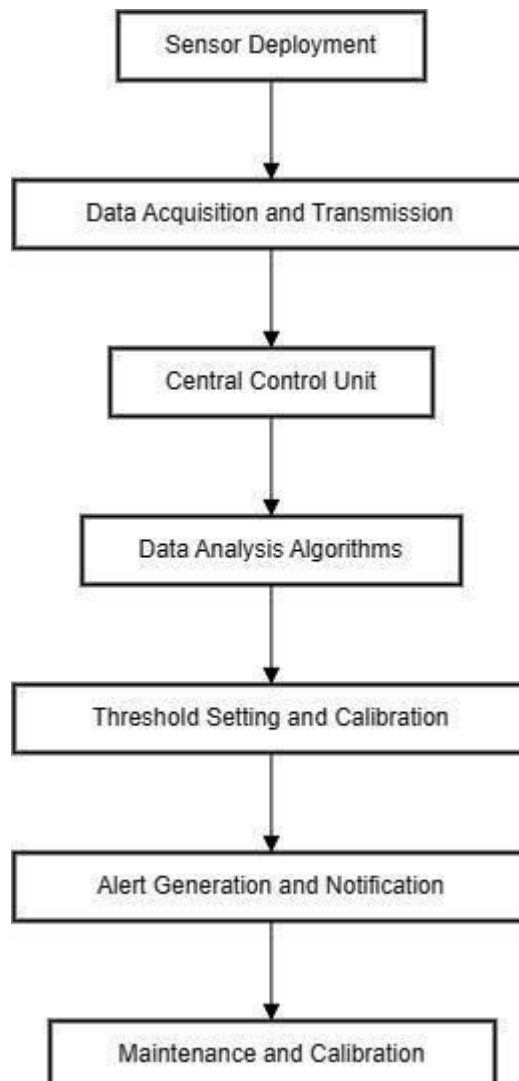 Sensor Deployment
Data Acquisition and Transmission
Central Control Unit
Data Analysis Algorithms
Threshold Setting and Calibration
Alert Generation and Notification
Maintenance and Calibration